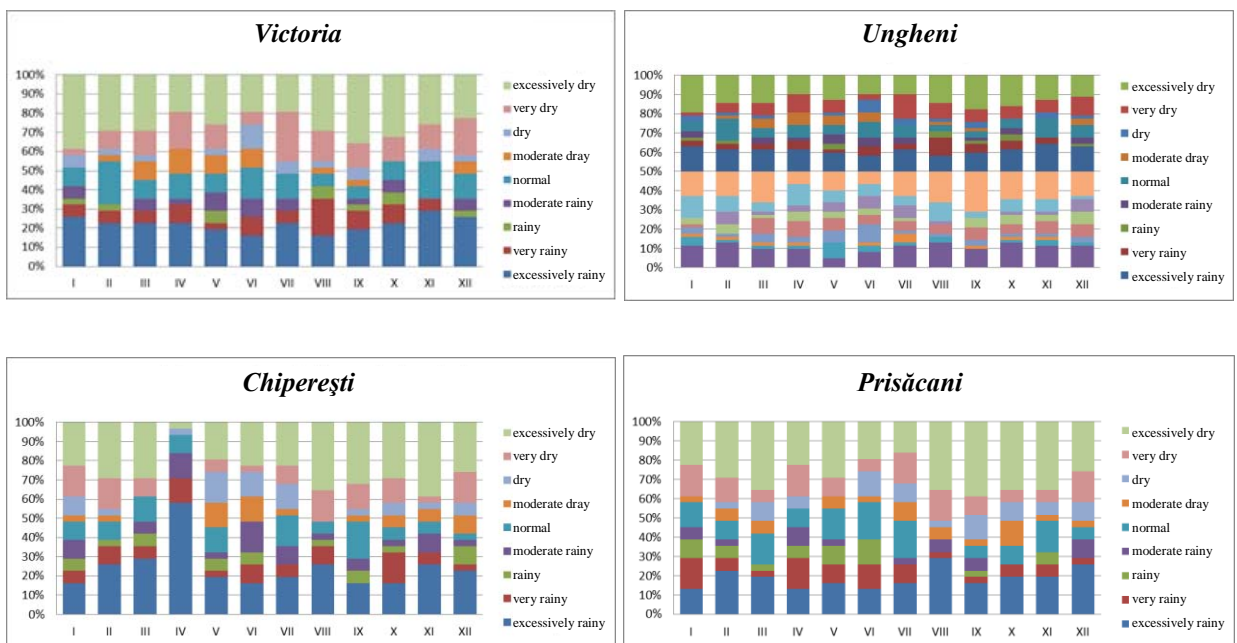 Victoria
100%
90%
80%
70%
60%
50%
40%
30%
20%
10%
0%
I II III IV V VI VII VIII IX X XI XII
excessively dry
very dry
dry
moderate dray
normal
moderate rainy
rainy
very rainy
excessively rainy
Ungheni
100%
90%
80%
70%
60%
50%
40%
30%
20%
10%
0%
I II III IV V VI VII VIII IX X XI XII
excessively dry
very dry
dry
moderate dray
normal
moderate rainy
rainy
very rainy
excessively rainy
Chipereşti
100%
90%
80%
70%
60%
50%
40%
30%
20%
10%
0%
I II III IV V VI VII VIII IX X XI XII
excessively dry
very dry
dry
moderate dray
normal
moderate rainy
rainy
very rainy
excessively rainy
Prisăcani
100%
90%
80%
70%
60%
50%
40%
30%
20%
10%
0%
I II III IV V VI VII VIII IX X XI XII
excessively dry
very dry
dry
moderate dray
normal
moderate rainy
rainy
very rainy
excessively rainy